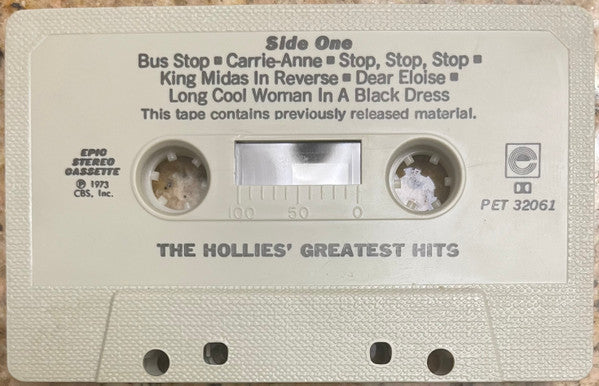 Side One
Bus Stop ▪ Carrie-Anne ▪ Stop, Stop, Stop ▪
King Midas In Reverse ▪ Dear Eloise ▪
Long Cool Woman In A Black Dress
This tape contains previously released material.
EPIC
STEREO
CASSETTE
℗ 1973
CBS, Inc.
e
PET 32061
100 50 0
THE HOLLIES' GREATEST HITS